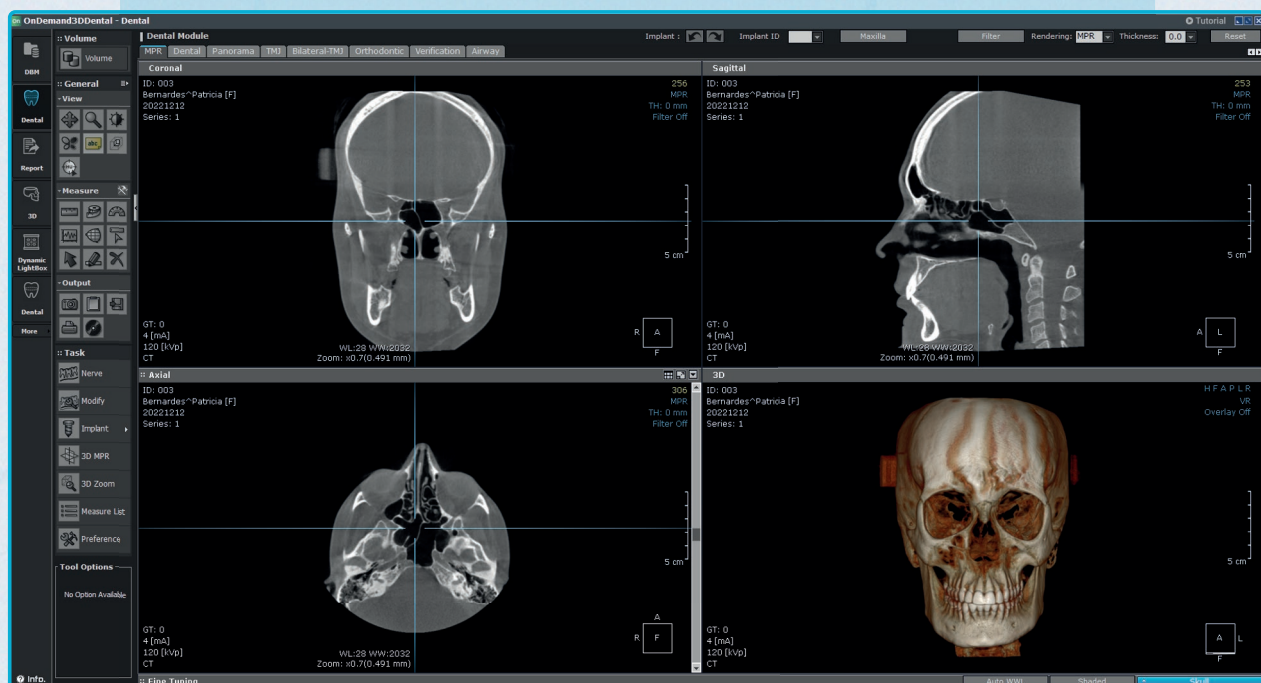 On OnDemand3DDental - Dental
Tutorial
:: Volume
Volume
DBM
:: General
- View
abc
Dental
Report
- Measure
3D
Dynamic
LightBox
- Output
Dental
More
:: Task
Nerve
Modify
Implant
3D MPR
3D Zoom
Measure List
Preference
Tool Options
No Option Available
Info.
Dental Module
Implant :
Implant ID
Maxilla
Filter
Rendering: MPR
Thickness: 0.0
Reset
MPR Dental Panorama TMJ Bilateral-TMJ Orthodontic Verification Airway
Coronal
ID: 003
Bernardes^Patricia [F]
20221212
Series: 1
256
MPR
TH: 0 mm
Filter Off
5 cm
GT: 0
4 [mA]
120 [kVp]
CT
WL:28 WW:2032
Zoom: x0.7(0.491 mm)
R A
F
Sagittal
ID: 003
Bernardes^Patricia [F]
20221212
Series: 1
253
MPR
TH: 0 mm
Filter Off
5 cm
GT: 0
4 [mA]
120 [kVp]
CT
WL:28 WW:2032
Zoom: x0.7(0.491 mm)
A L
F
:: Axial
ID: 003
Bernardes^Patricia [F]
20221212
Series: 1
306
MPR
TH: 0 mm
Filter Off
5 cm
GT: 0
4 [mA]
120 [kVp]
CT
WL:28 WW:2032
Zoom: x0.7(0.491 mm)
A
R F
3D
ID: 003
Bernardes^Patricia [F]
20221212
Series: 1
H F A P L R
VR
Overlay Off
5 cm
GT: 0
4 [mA]
120 [kVp]
CT
A L
F
:: Fine Tuning
Auto WWL
Shaded
Skull